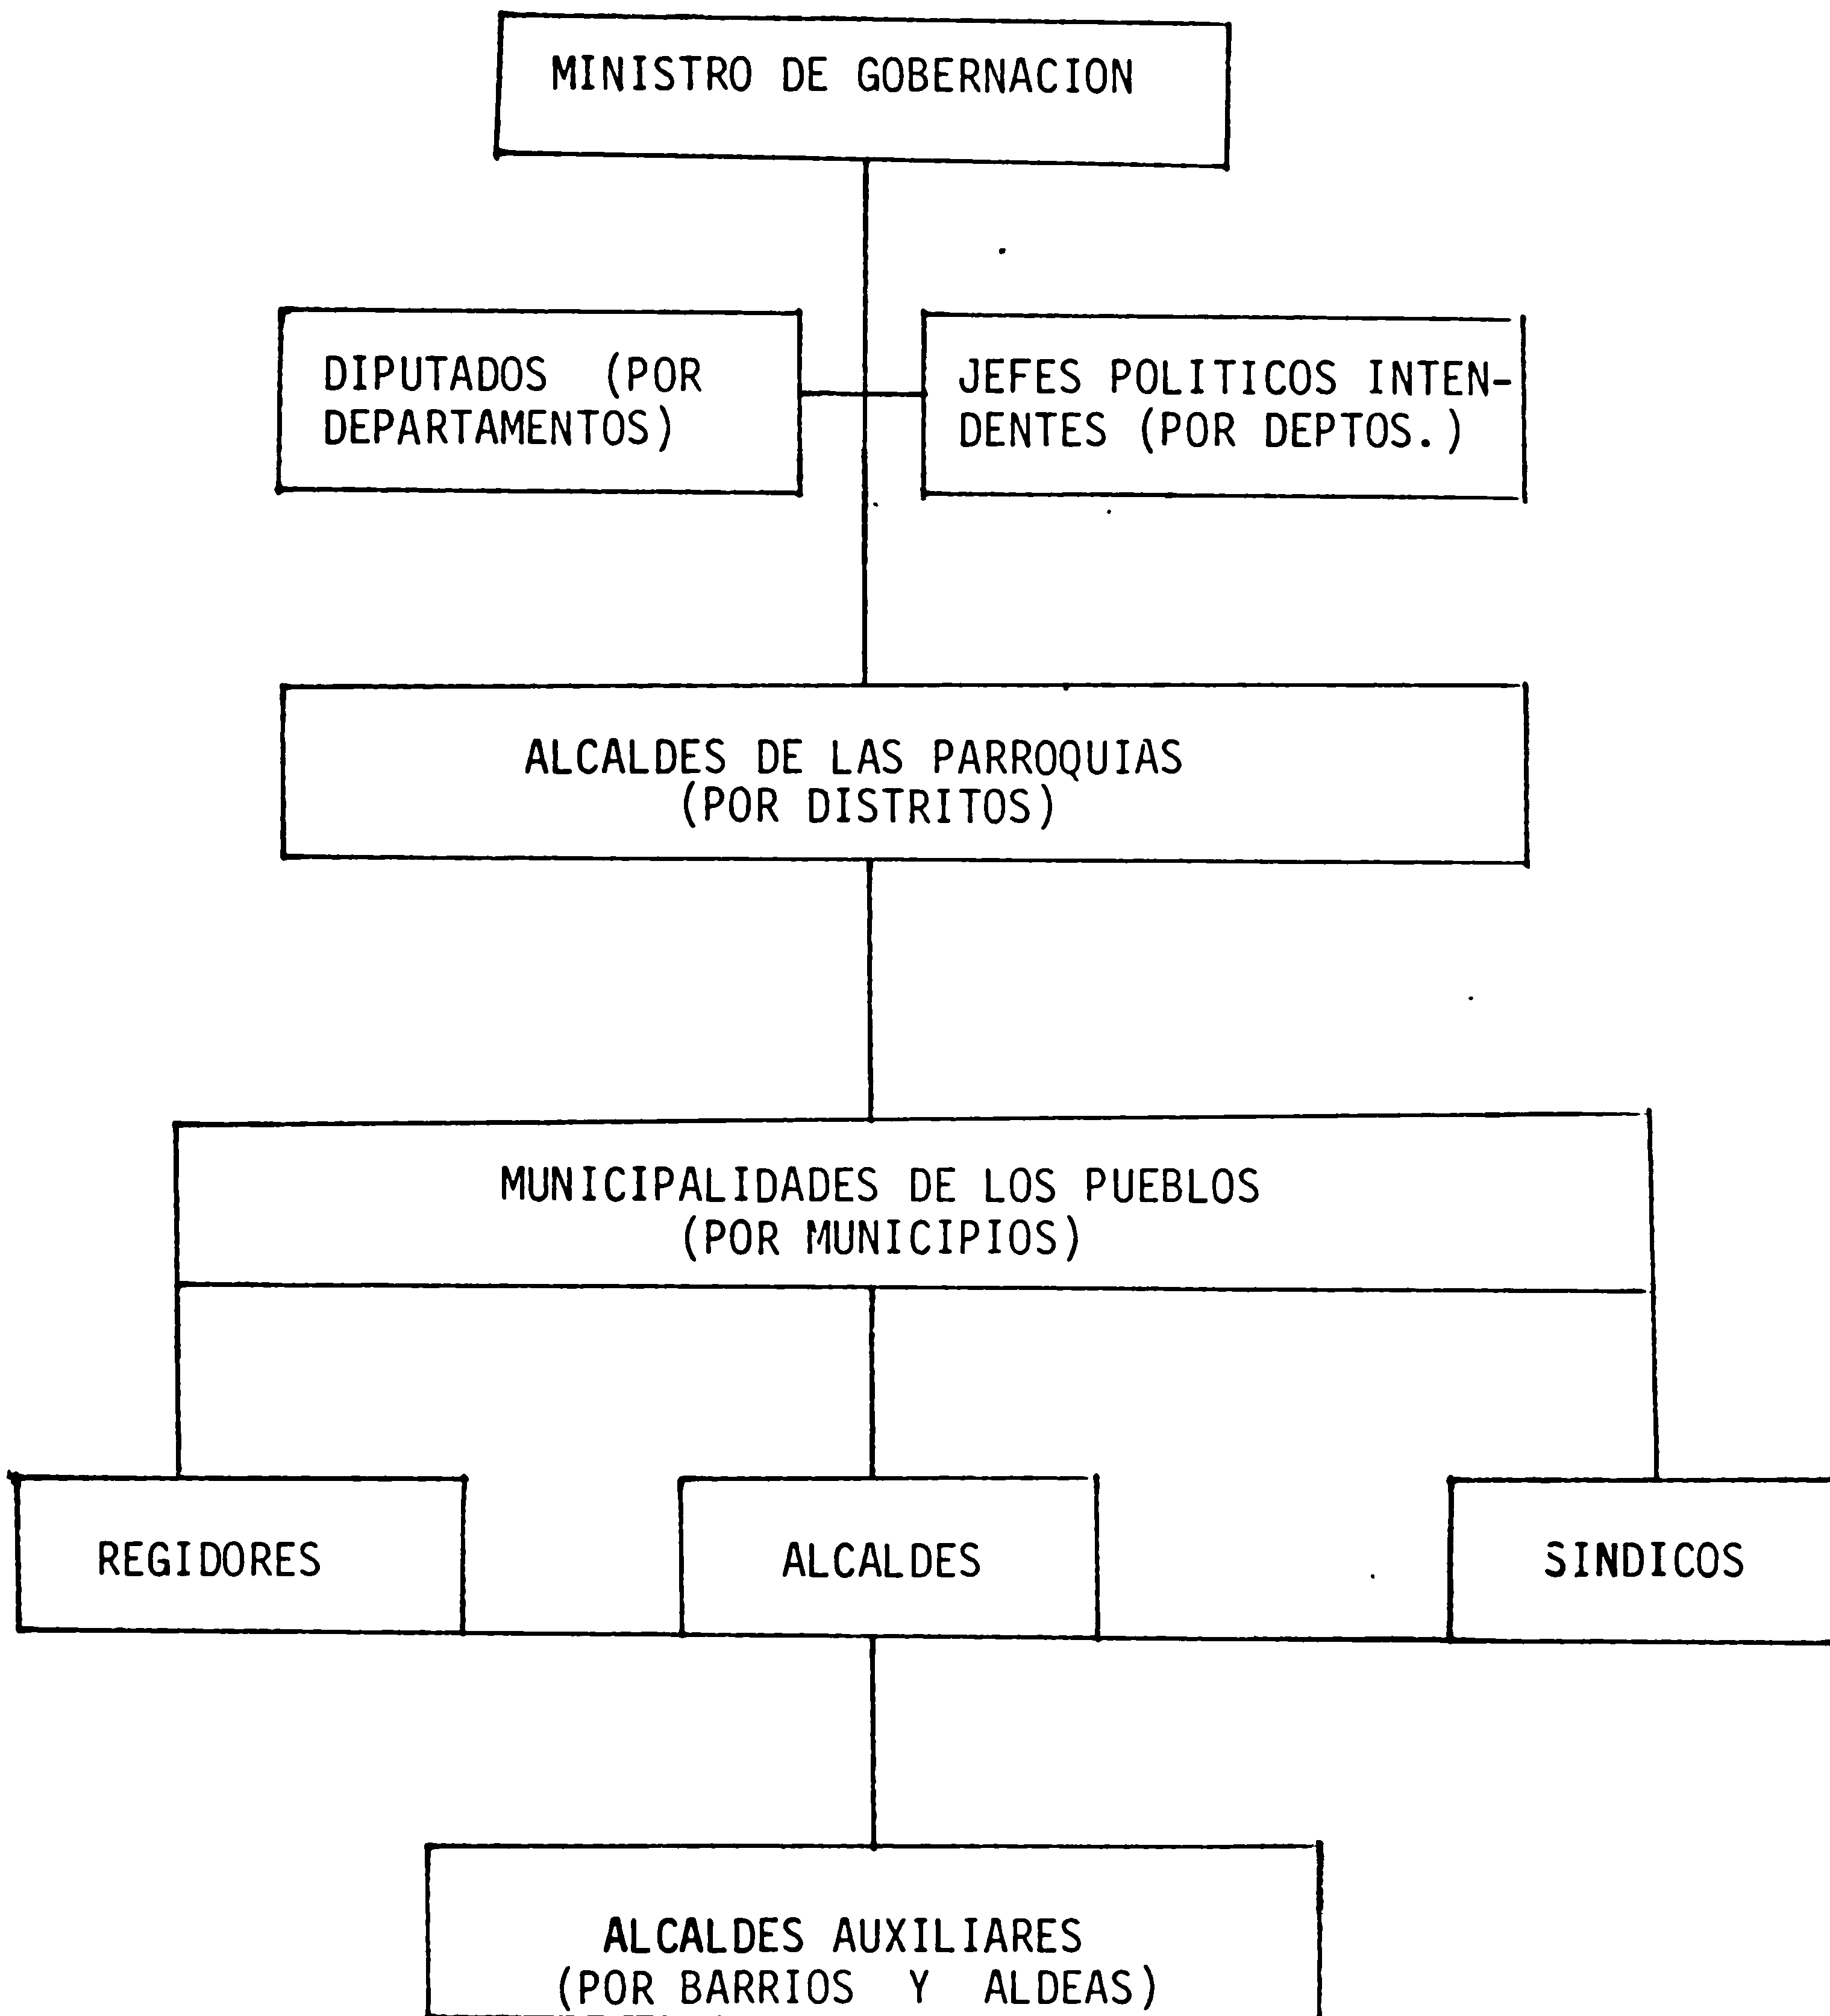 MINISTRO DE GOBERNACION
DIPUTADOS (POR
DEPARTAMENTOS)
JEFES POLITICOS INTEN-
DENTES (POR DEPTOS.)
ALCALDES DE LAS PARROQUIAS
(POR DISTRITOS)
MUNICIPALIDADES DE LOS PUEBLOS
(POR MUNICIPIOS)
REGIDORES
ALCALDES
SINDICOS
ALCALDES AUXILIARES
(POR BARRIOS Y ALDEAS)